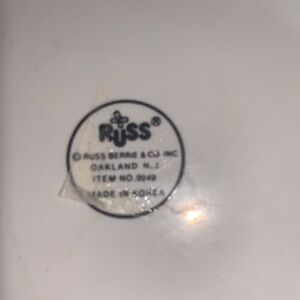 RUSS®
© RUSS BERRIE & CO. INC
OAKLAND N.J.
ITEM NO. 9949
MADE IN KOREA